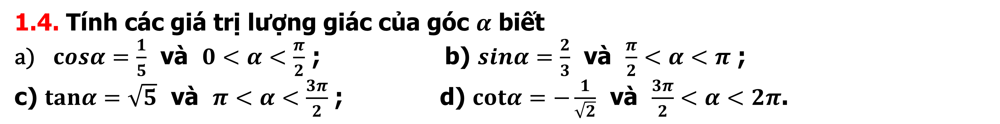 1.4. Tính các giá trị lượng giác của góc α biết
a) cosα = 1/5 và 0 < α < π/2 ; b) sinα = 2/3 và π/2 < α < π ;
c) tanα = √5 và π < α < 3π/2 ; d) cotα = −1/√2 và 3π/2 < α < 2π.